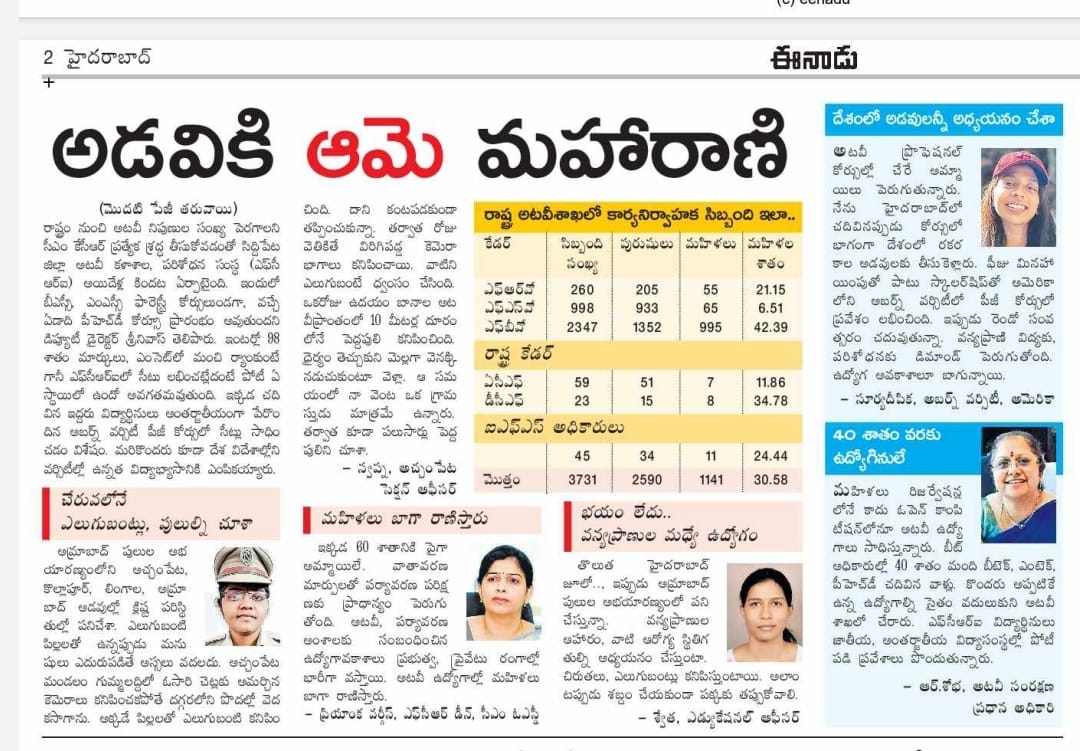 (c) eenadu
2 హైదరాబాద్
ఈనాడు
అడవికి ఆమె మహారాణి
(మొదటి పేజీ తరువాయి)
రాష్ట్రం నుంచి అటవీ నిపుణుల సంఖ్య పెరగాలని
సీఎం కేసీఆర్ ప్రత్యేక శ్రద్ధ తీసుకోవడంతో సిద్దిపేట
జిల్లా అటవీ కళాశాల, పరిశోధన సంస్థ (ఎఫ్‌సీ
ఆర్‌ఐ) అయిదేళ్ల కిందట ఏర్పాటైంది. ఇందులో
బీఎస్సీ, ఎంఎస్సీ ఫారెస్ట్రీ కోర్సులుండగా, వచ్చే
ఏడాది పీహెచ్‌డీ కోర్సూ ప్రారంభం అవుతుందని
డిప్యూటీ డైరెక్టర్ శ్రీనివాస్ తెలిపారు. ఇంటర్లో 98
శాతం మార్కులు, ఎంసెట్‌లో మంచి ర్యాంకుంటే
గానీ ఎఫ్‌సీఆర్‌ఐలో సీటు లభించట్లేదంటే పోటీ ఏ
స్థాయిలో ఉందో అవగతమవుతుంది. ఇక్కడ చది
విన ఇద్దరు విద్యార్థినులు అంతర్జాతీయంగా పేరొం
దిన అబర్న్ వర్సిటీ పీజీ కోర్సులో సీట్లు సాధిం
చడం విశేషం. మరికొందరు కూడా దేశ విదేశాల్లోని
వర్సిటీల్లో ఉన్నత విద్యాభ్యాసానికి ఎంపికయ్యారు.
చేరువలోనే
ఎలుగుబంట్లు, పులుల్ని చూశా
అమ్రాబాద్ పులుల అభ
యారణ్యంలోని అచ్చంపేట,
కొల్లాపూర్, లింగాల, అమ్రా
బాద్ అడవుల్లో క్లిష్ట పరిస్థి
తుల్లో పనిచేశా. ఎలుగుబంటి
పిల్లలతో ఉన్నప్పుడు మను
షులు ఎదురుపడితే అస్సలు వదలదు. అచ్చంపేట
మండలం గుమ్మలద్దిలో ఓసారి చెట్లకు అమర్చిన
కెమెరాలు కనిపించకపోతే దగ్గరలోని పొదల్లో వెద
కసాగాను. అక్కడే పిల్లలతో ఎలుగుబంటి కనిపిం
చింది. దాని కంటపడకుండా
తప్పించుకున్నా. తర్వాత రోజు
వెతికితే విరిగిపడ్డ కెమెరా
భాగాలు కనిపించాయి. వాటిని
ఎలుగుబంటే ధ్వంసం చేసింది.
ఒకరోజు ఉదయం బానాల అట
వీప్రాంతంలో 10 మీటర్ల దూరం
లోనే పెద్దపులి కనిపించింది.
ధైర్యం తెచ్చుకుని మెల్లగా వెనక్కి
నడుచుకుంటూ వెళ్లా. ఆ సమ
యంలో నా వెంట ఒక గ్రామ
స్తుడు మాత్రమే ఉన్నారు.
తర్వాత కూడా పలుసార్లు పెద్ద
పులిని చూశా.
– స్వప్న, అచ్చంపేట
సెక్షన్ ఆఫీసర్
మహిళలు బాగా రాణిస్తారు
ఇక్కడ 60 శాతానికి పైగా
అమ్మాయిలే. వాతావరణ
మార్పులతో పర్యావరణ పరిరక్ష
ణకు ప్రాధాన్యం పెరుగు
తోంది. అటవీ, పర్యావరణ
అంశాలకు సంబంధించిన
ఉద్యోగావకాశాలు ప్రభుత్వ, ప్రైవేటు రంగాల్లో
భారీగా వస్తాయి. అటవీ ఉద్యోగాల్లో మహిళలు
బాగా రాణిస్తారు.
– ప్రియాంక వర్గీస్, ఎఫ్‌సీఆర్ డీన్, సీఎం ఓఎస్డీ
రాష్ట్ర అటవీశాఖలో కార్యనిర్వాహక సిబ్బంది ఇలా..
కేడర్ సిబ్బంది పురుషులు మహిళలు మహిళల
సంఖ్య శాతం
ఎఫ్ఆర్‌వో 260 205 55 21.15
ఎఫ్ఎస్‌వో 998 933 65 6.51
ఎఫ్‌బీవో 2347 1352 995 42.39
రాష్ట్ర కేడర్
ఏసీఎఫ్ 59 51 7 11.86
డీసీఎఫ్ 23 15 8 34.78
ఐఎఫ్ఎస్ అధికారులు
45 34 11 24.44
మొత్తం 3731 2590 1141 30.58
భయం లేదు..
వన్యప్రాణుల మధ్యే ఉద్యోగం
తొలుత హైదరాబాద్
జూలో.., ఇప్పుడు అమ్రాబాద్
పులుల అభయారణ్యంలో పని
చేస్తున్నా. వన్యప్రాణుల
ఆహారం, వాటి ఆరోగ్య స్థితిగ
తుల్ని అధ్యయనం చేస్తుంటా.
చిరుతలు, ఎలుగుబంట్లు కనిపిస్తుంటాయి. అలాం
టప్పుడు శబ్దం చేయకుండా పక్కకు తప్పుకోవాలి.
– శ్వేత, ఎడ్యుకేషనల్ ఆఫీసర్
దేశంలో అడవులన్నీ అధ్యయనం చేశా
అటవీ ప్రొఫెషనల్
కోర్సుల్లో చేరే అమ్మా
యిలు పెరుగుతున్నారు.
నేను హైదరాబాద్‌లో
చదివినప్పుడు కోర్సులో
భాగంగా దేశంలో రకర
కాల అడవులకు తీసుకెళ్లారు. ఫీజు మినహా
యింపుతో పాటు స్కాలర్‌షిప్‌తో అమెరికా
లోని అబర్న్ వర్సిటీలో పీజీ కోర్సులో
ప్రవేశం లభించింది. ఇప్పుడు రెండో సంవ
త్సరం చదువుతున్నా. వన్యప్రాణి విద్యకు,
పరిశోధనకు డిమాండ్ పెరుగుతోంది.
ఉద్యోగ అవకాశాలూ బాగున్నాయి.
– సూర్యదీపిక, అబర్న్ వర్సిటీ, అమెరికా
40 శాతం వరకు
ఉద్యోగినులే
మహిళలు రిజర్వేషన్ల
లోనే కాదు ఓపెన్ కాంపి
టీషన్‌లోనూ అటవీ ఉద్యో
గాలు సాధిస్తున్నారు. బీట్
అధికారుల్లో 40 శాతం మంది బీటెక్, ఎంటెక్,
పీహెచ్‌డీ చదివిన వాళ్లు. కొందరు అప్పటికే
ఉన్న ఉద్యోగాల్ని సైతం వదులుకుని అటవీ
శాఖలో చేరారు. ఎఫ్‌సీఆర్‌ఐ విద్యార్థినులు
జాతీయ, అంతర్జాతీయ విద్యాసంస్థల్లో పోటీ
పడి ప్రవేశాలు పొందుతున్నారు.
– ఆర్.శోభ, అటవీ సంరక్షణ
ప్రధాన అధికారి